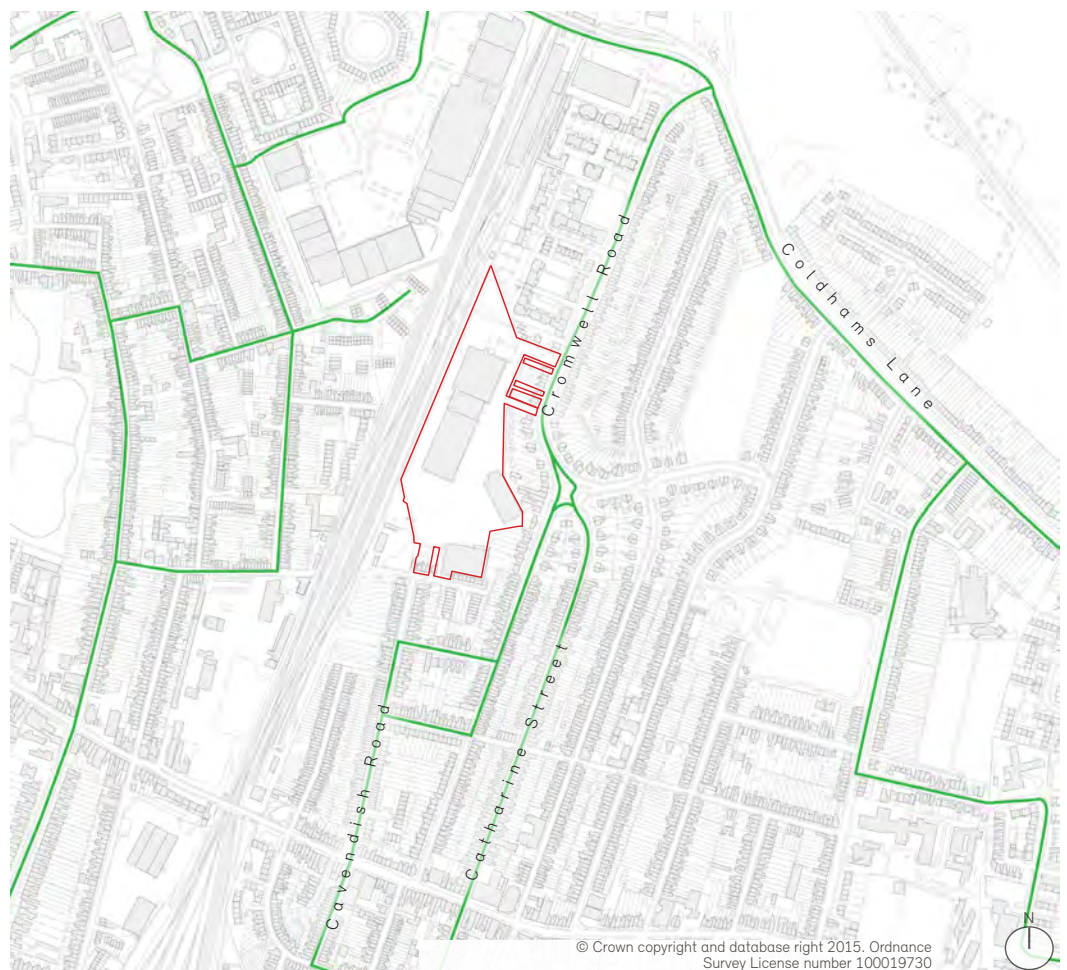 Cromwell Road
Coldhams Lane
Cavendish Road
Catharine Street
N
© Crown copyright and database right 2015. Ordnance
Survey License number 100019730